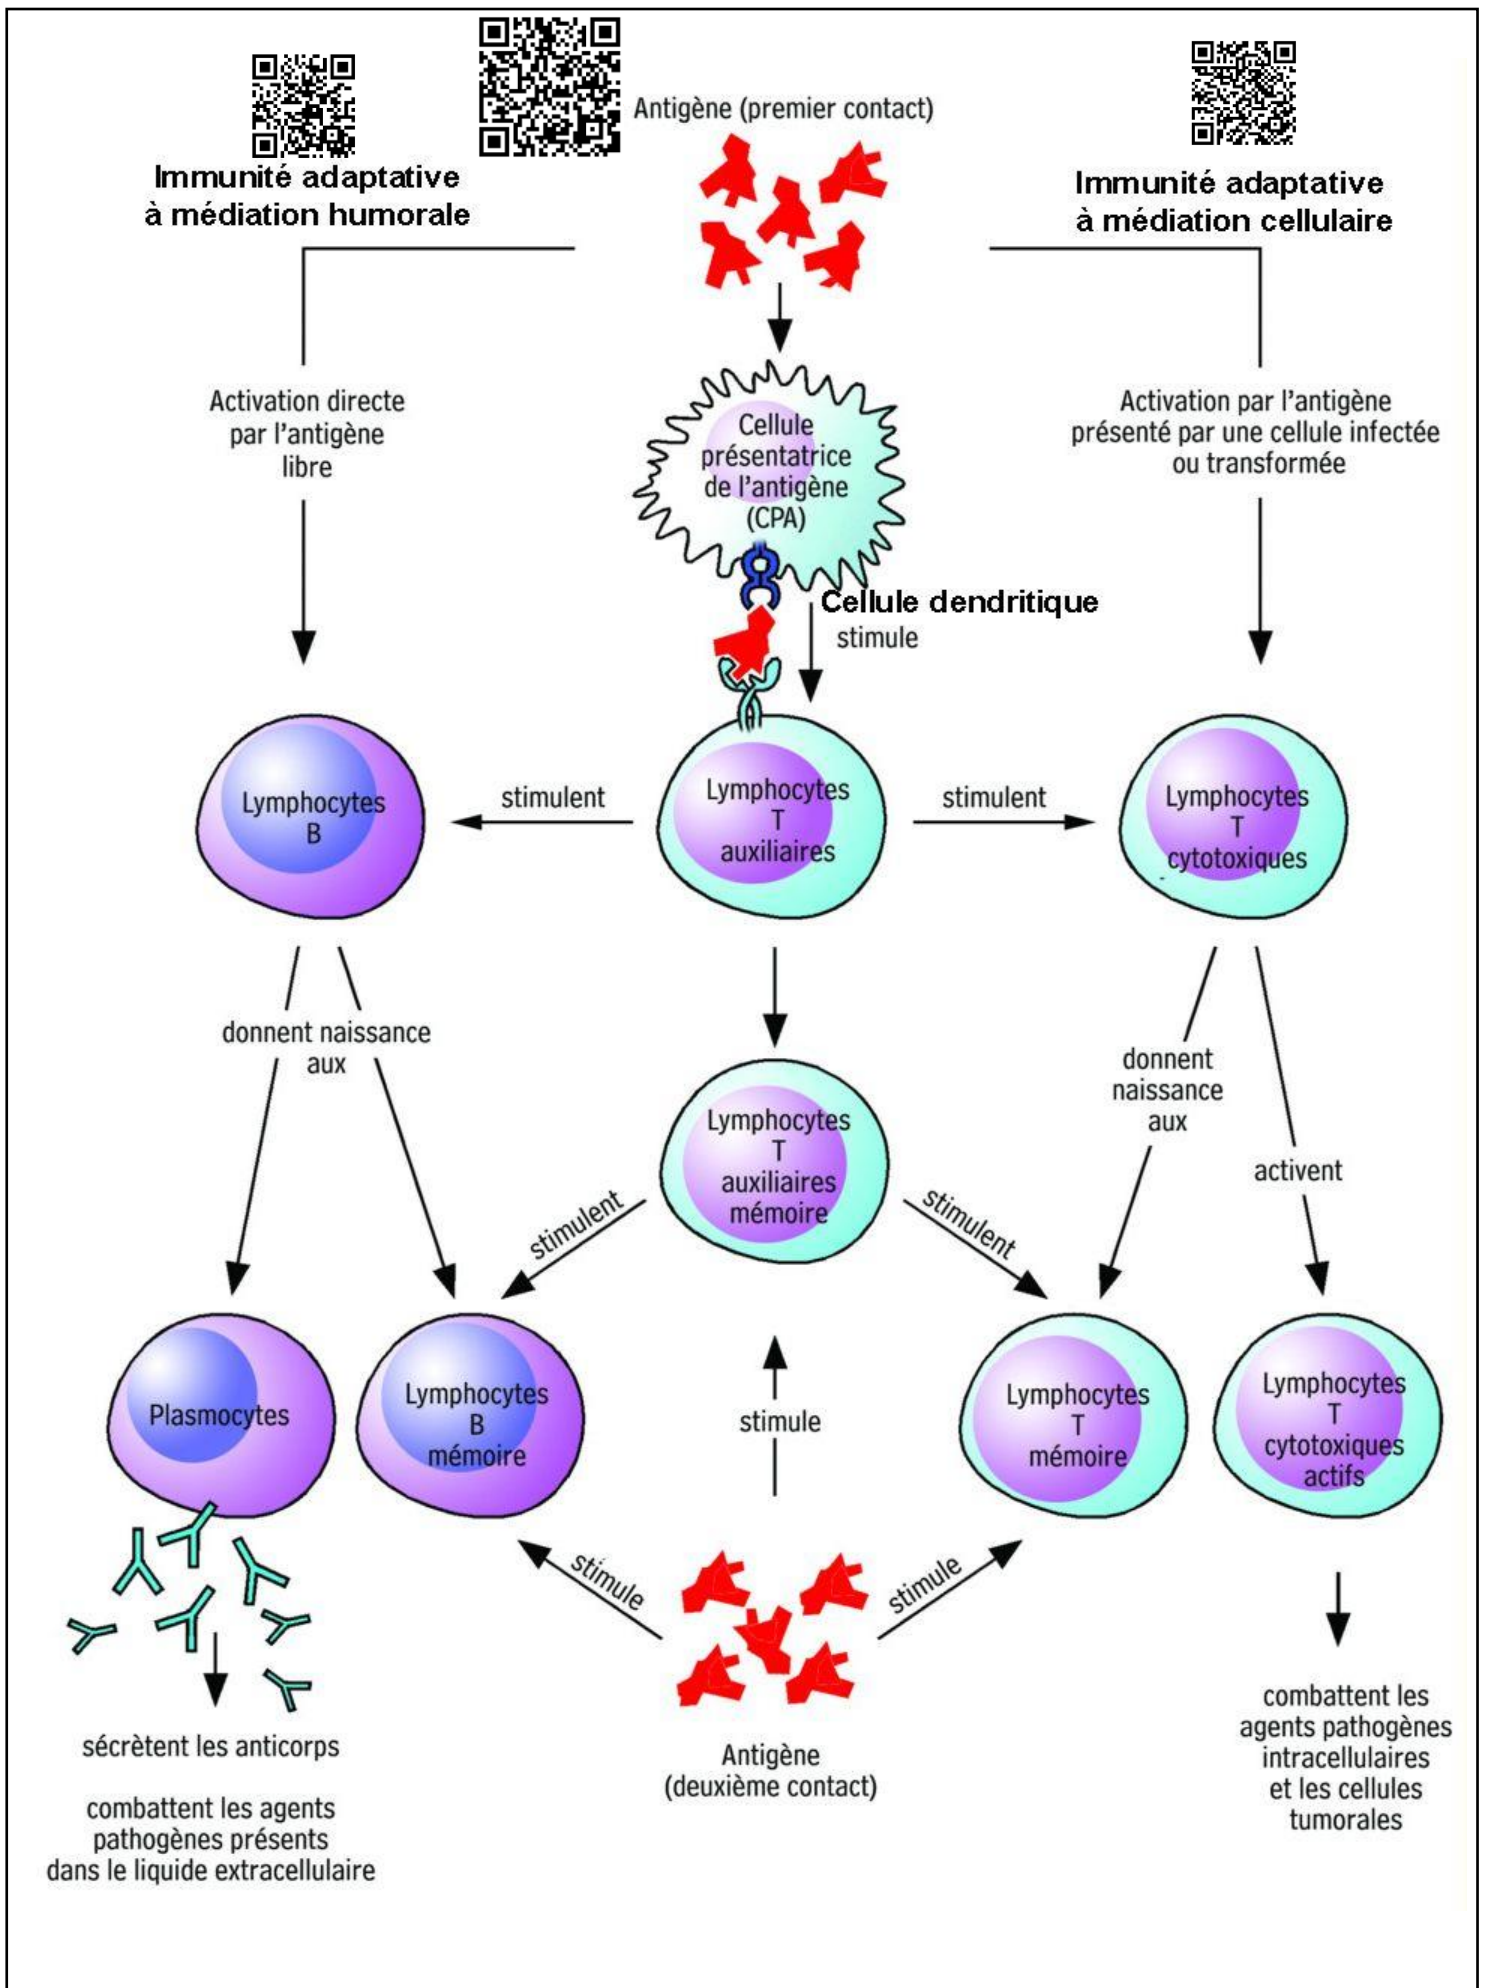 Antigène (premier contact)
Immunité adaptative
à médiation humorale
Immunité adaptative
à médiation cellulaire
Activation directe
par l'antigène
libre
Cellule
présentatrice
de l'antigène
(CPA)
Activation par l'antigène
présenté par une cellule infectée
ou transformée
Cellule dendritique
stimule
Lymphocytes
B
stimulent
Lymphocytes
T
auxiliaires
stimulent
Lymphocytes
T
cytotoxiques
donnent naissance
aux
Lymphocytes
T
auxiliaires
mémoire
donnent
naissance
aux
activent
stimulent
stimulent
Plasmocytes
Lymphocytes
B
mémoire
stimule
Lymphocytes
T
mémoire
Lymphocytes
T
cytotoxiques
actifs
stimule
stimule
sécrètent les anticorps
combattent les agents
pathogènes présents
dans le liquide extracellulaire
Antigène
(deuxième contact)
combattent les
agents pathogènes
intracellulaires
et les cellules
tumorales